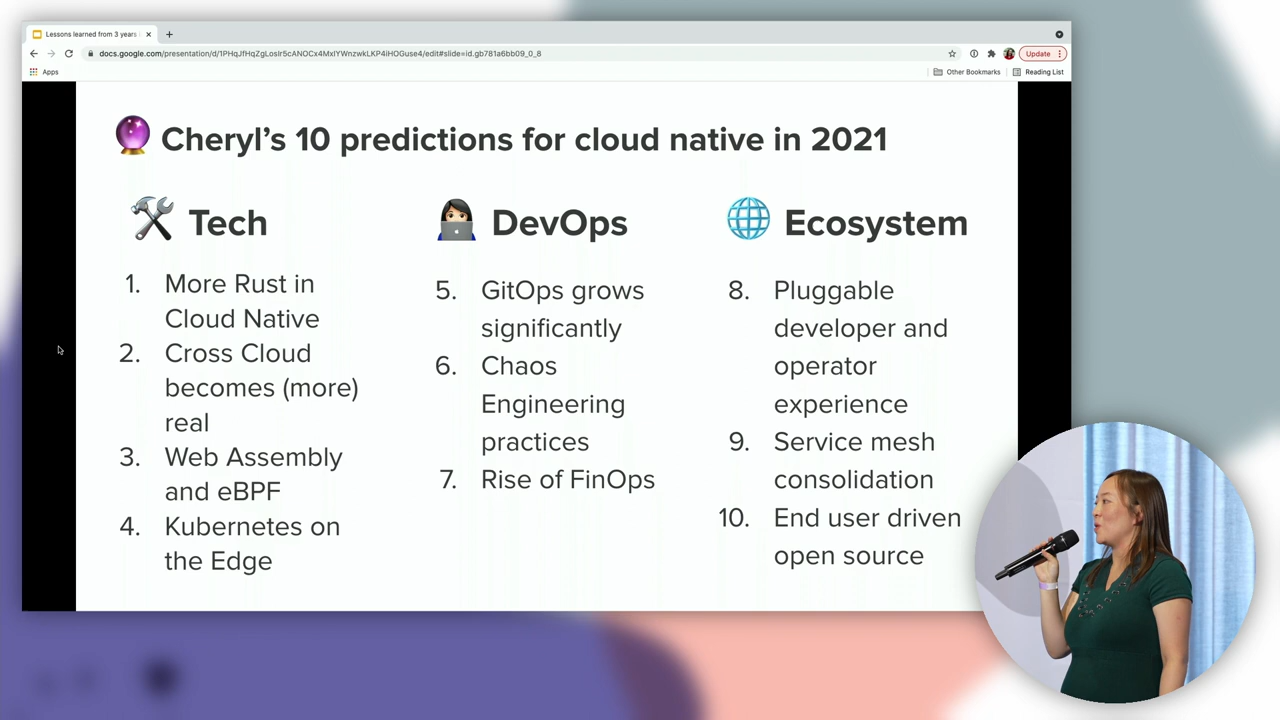 Lessons learned from 3 years
docs.google.com/presentation/d/1PHqJfHqZgLosIr5cANOCx4MxIYWnzwkLKP4iHOGuse4/edit#slide=id.gb781a6bb09_0_8
Update
Apps
Other Bookmarks
Reading List
Cheryl's 10 predictions for cloud native in 2021
Tech
1. More Rust in
Cloud Native
2. Cross Cloud
becomes (more)
real
3. Web Assembly
and eBPF
4. Kubernetes on
the Edge
DevOps
5. GitOps grows
significantly
6. Chaos
Engineering
practices
7. Rise of FinOps
Ecosystem
8. Pluggable
developer and
operator
experience
9. Service mesh
consolidation
10. End user driven
open source